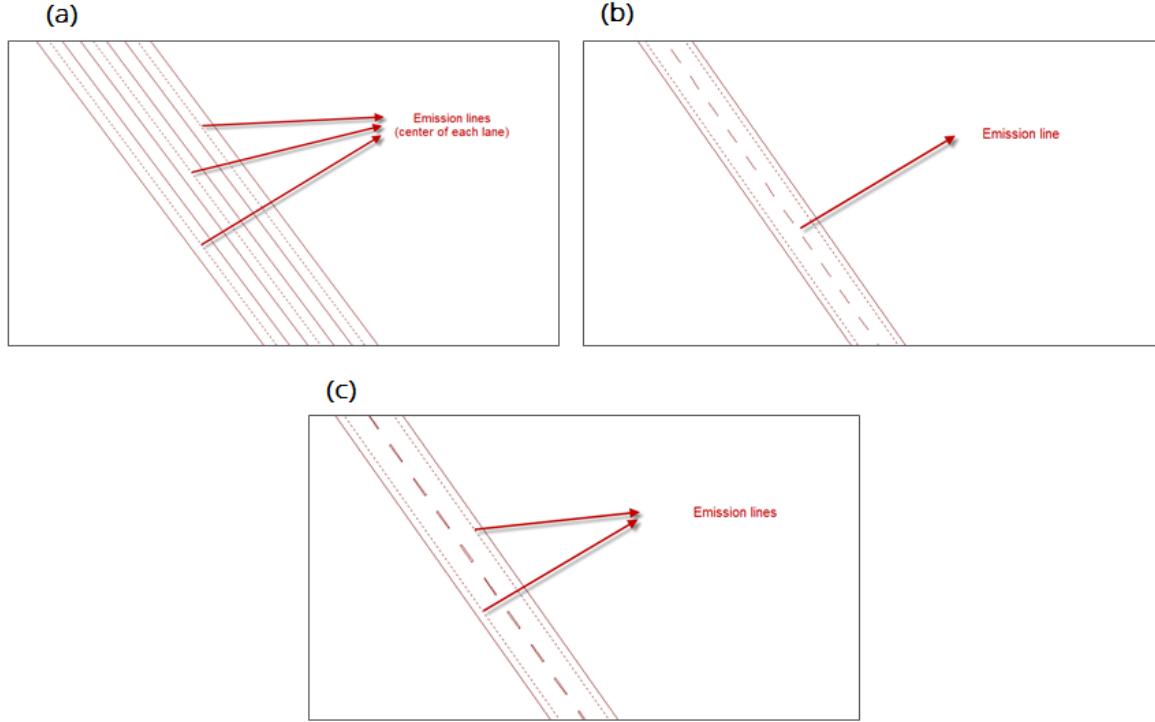 (a)
Emission lines
(center of each lane)
(b)
Emission line
(c)
Emission lines